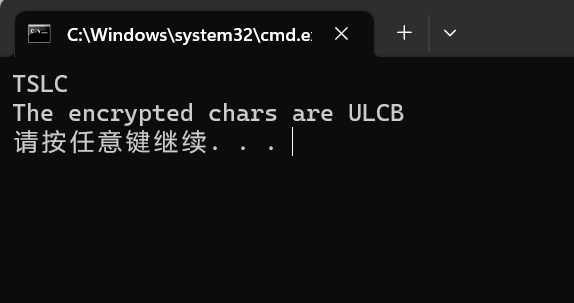 C:\Windows\system32\cmd.e
TSLC
The encrypted chars are ULCB
请按任意键继续. . .